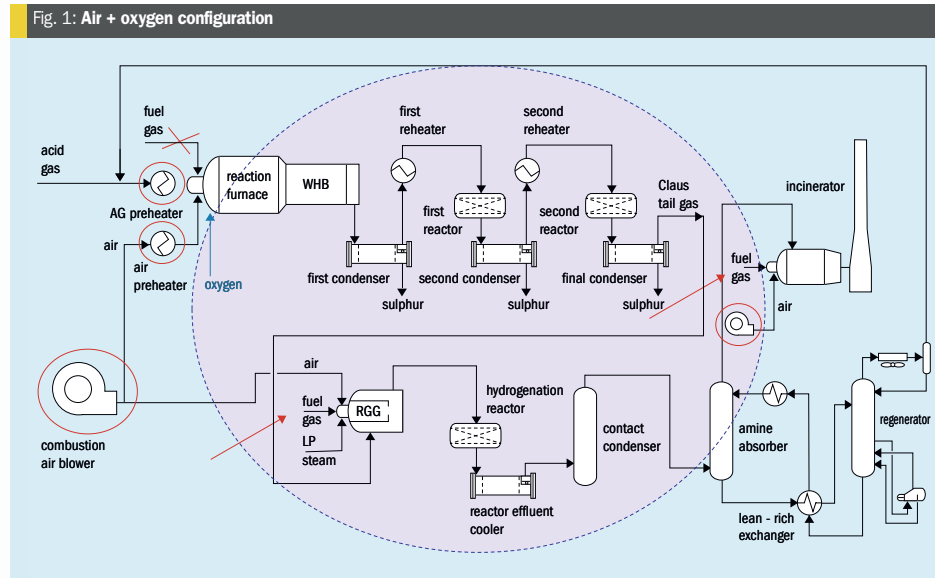 Fig. 1: Air + oxygen configuration
fuel
gas
acid
gas
AG preheater
air
air
preheater
oxygen
reaction
furnace
WHB
first
reheater
second
reheater
first
reactor
second
reactor
Claus
tail gas
first condenser
second condenser
final condenser
sulphur
sulphur
sulphur
incinerator
fuel
gas
air
combustion
air blower
air
fuel
gas
LP
steam
RGG
hydrogenation
reactor
reactor effluent
cooler
contact
condenser
amine
absorber
lean - rich
exchanger
regenerator